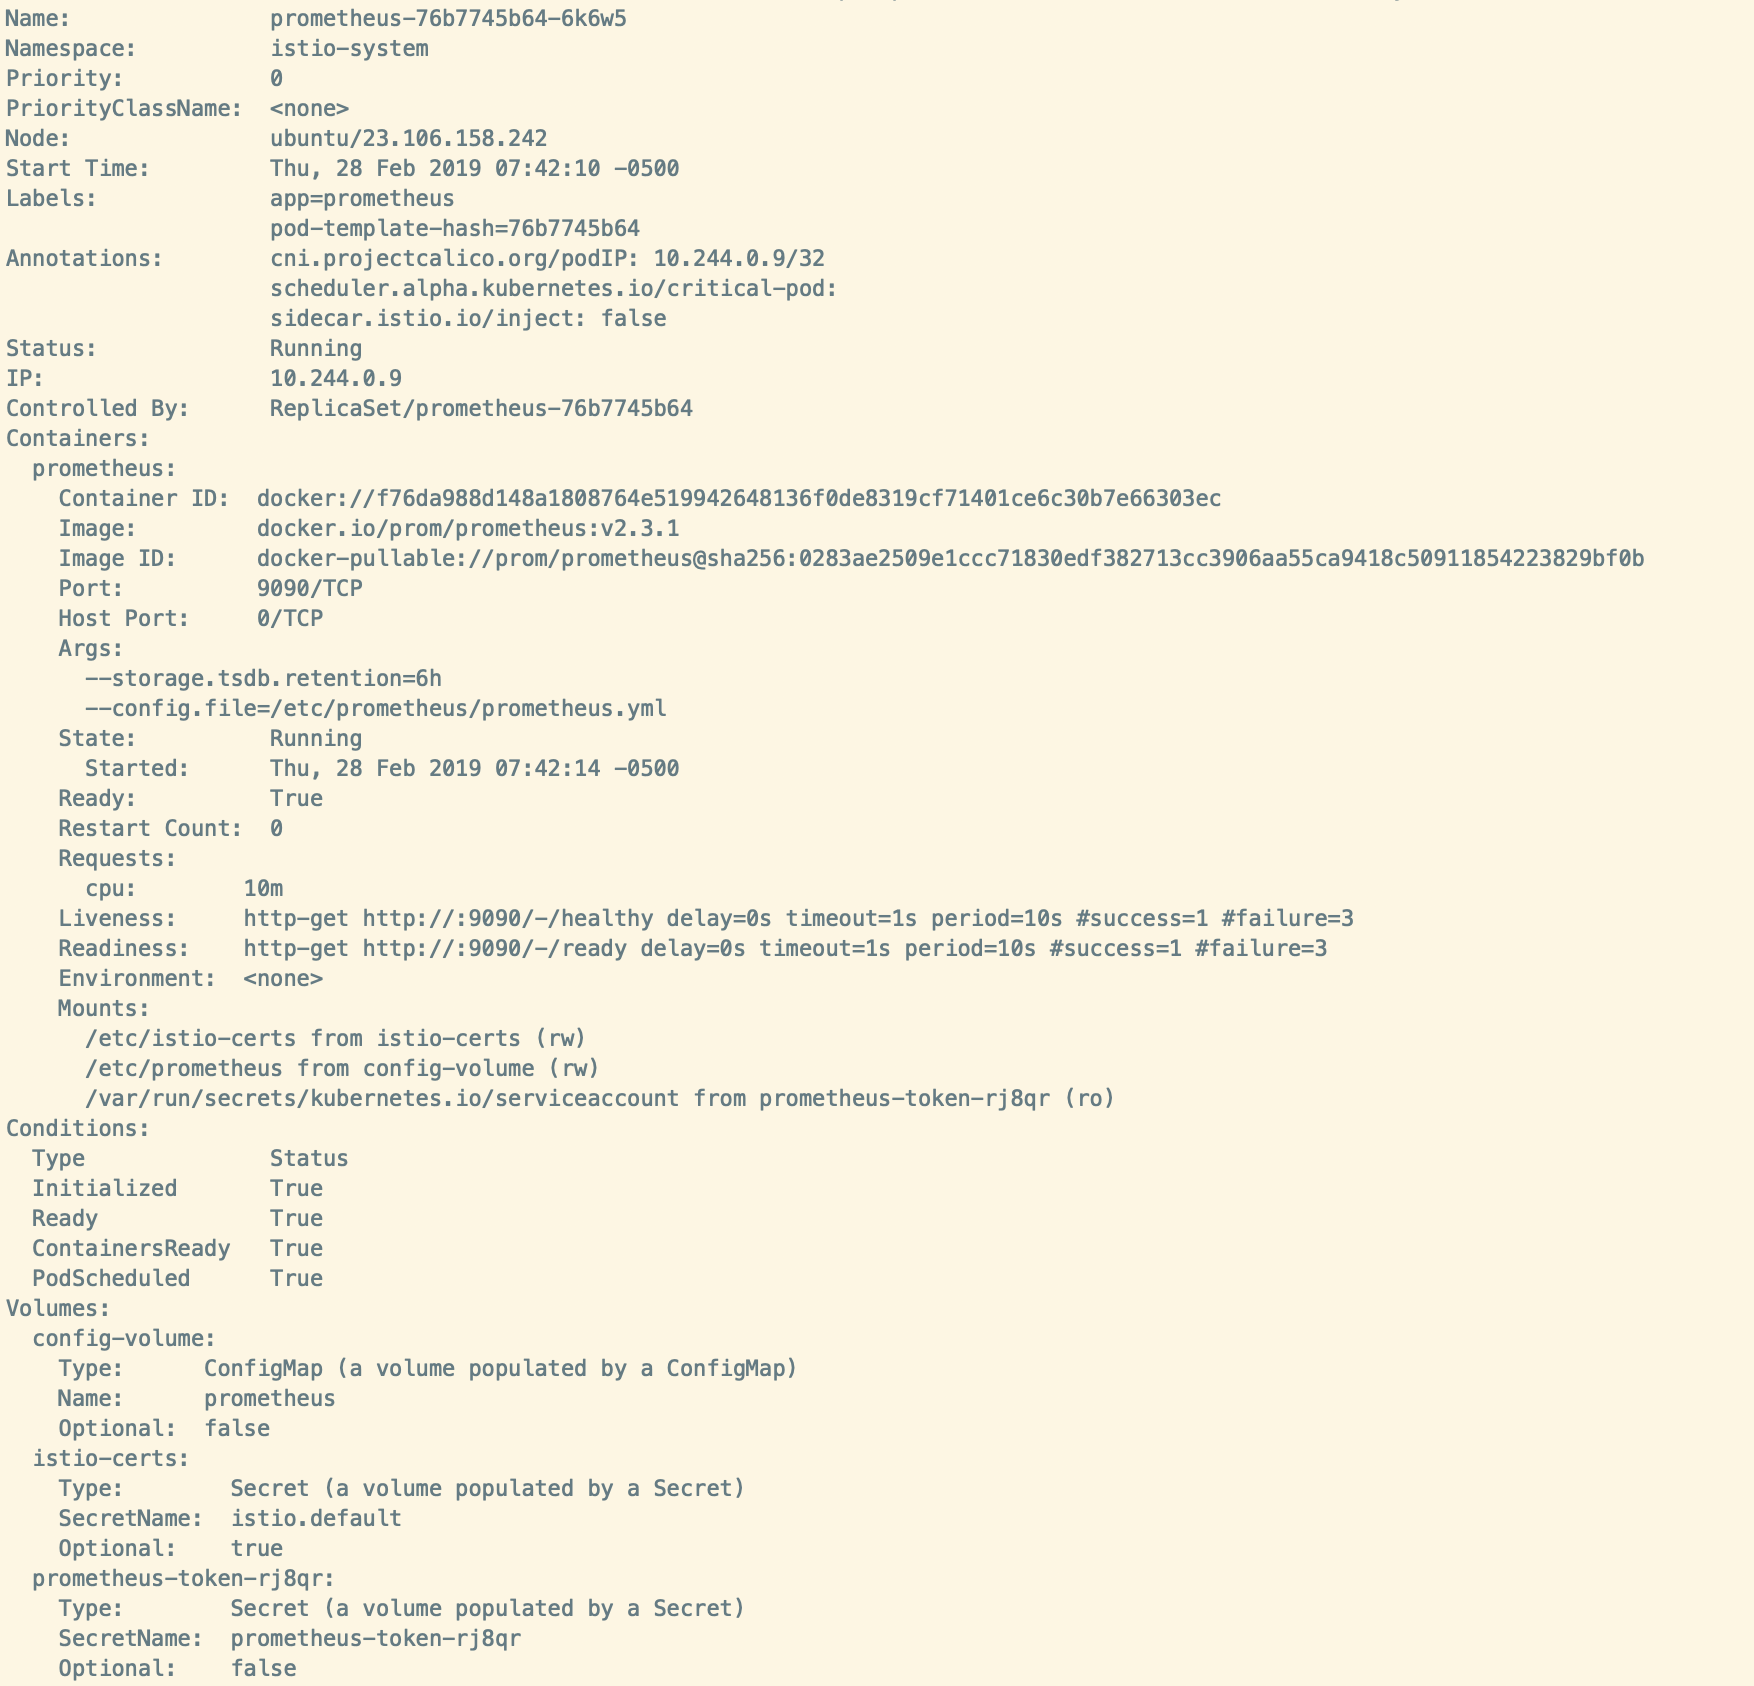 Name:               prometheus-76b7745b64-6k6w5
Namespace:          istio-system
Priority:           0
PriorityClassName:  <none>
Node:               ubuntu/23.106.158.242
Start Time:         Thu, 28 Feb 2019 07:42:10 -0500
Labels:             app=prometheus
                    pod-template-hash=76b7745b64
Annotations:        cni.projectcalico.org/podIP: 10.244.0.9/32
                    scheduler.alpha.kubernetes.io/critical-pod:
                    sidecar.istio.io/inject: false
Status:             Running
IP:                 10.244.0.9
Controlled By:      ReplicaSet/prometheus-76b7745b64
Containers:
  prometheus:
    Container ID:  docker://f76da988d148a1808764e519942648136f0de8319cf71401ce6c30b7e66303ec
    Image:         docker.io/prom/prometheus:v2.3.1
    Image ID:      docker-pullable://prom/prometheus@sha256:0283ae2509e1ccc71830edf382713cc3906aa55ca9418c50911854223829bf0b
    Port:          9090/TCP
    Host Port:     0/TCP
    Args:
      --storage.tsdb.retention=6h
      --config.file=/etc/prometheus/prometheus.yml
    State:          Running
      Started:      Thu, 28 Feb 2019 07:42:14 -0500
    Ready:          True
    Restart Count:  0
    Requests:
      cpu:        10m
    Liveness:     http-get http://:9090/-/healthy delay=0s timeout=1s period=10s #success=1 #failure=3
    Readiness:    http-get http://:9090/-/ready delay=0s timeout=1s period=10s #success=1 #failure=3
    Environment:  <none>
    Mounts:
      /etc/istio-certs from istio-certs (rw)
      /etc/prometheus from config-volume (rw)
      /var/run/secrets/kubernetes.io/serviceaccount from prometheus-token-rj8qr (ro)
Conditions:
  Type              Status
  Initialized       True
  Ready             True
  ContainersReady   True
  PodScheduled      True
Volumes:
  config-volume:
    Type:      ConfigMap (a volume populated by a ConfigMap)
    Name:      prometheus
    Optional:  false
  istio-certs:
    Type:        Secret (a volume populated by a Secret)
    SecretName:  istio.default
    Optional:    true
  prometheus-token-rj8qr:
    Type:        Secret (a volume populated by a Secret)
    SecretName:  prometheus-token-rj8qr
    Optional:    false